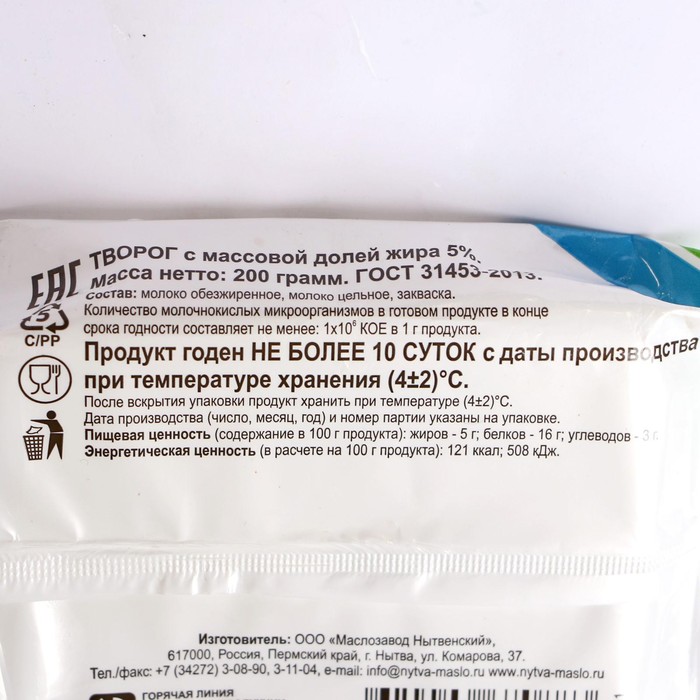 ТВОРОГ с массовой долей жира 5%.
Масса нетто: 200 грамм. ГОСТ 31453-2013.
Состав: молоко обезжиренное, молоко цельное, закваска.
Количество молочнокислых микроорганизмов в готовом продукте в конце
срока годности составляет не менее: 1х10⁶ КОЕ в 1 г продукта.
Продукт годен НЕ БОЛЕЕ 10 СУТОК с даты производства
при температуре хранения (4±2)°С.
После вскрытия упаковки продукт хранить при температуре (4±2)°С.
Дата производства (число, месяц, год) и номер партии указаны на упаковке.
Пищевая ценность (содержание в 100 г продукта): жиров - 5 г; белков - 16 г; углеводов - 3 г.
Энергетическая ценность (в расчете на 100 г продукта): 121 ккал; 508 кДж.
EAC
5
C/PP
Изготовитель: ООО «Маслозавод Нытвенский»,
617000, Россия, Пермский край, г. Нытва, ул. Комарова, 37.
Тел./факс: +7 (34272) 3-08-90, 3-11-04, e-mail: info@nytva-maslo.ru, www.nytva-maslo.ru
ГОРЯЧАЯ ЛИНИЯ